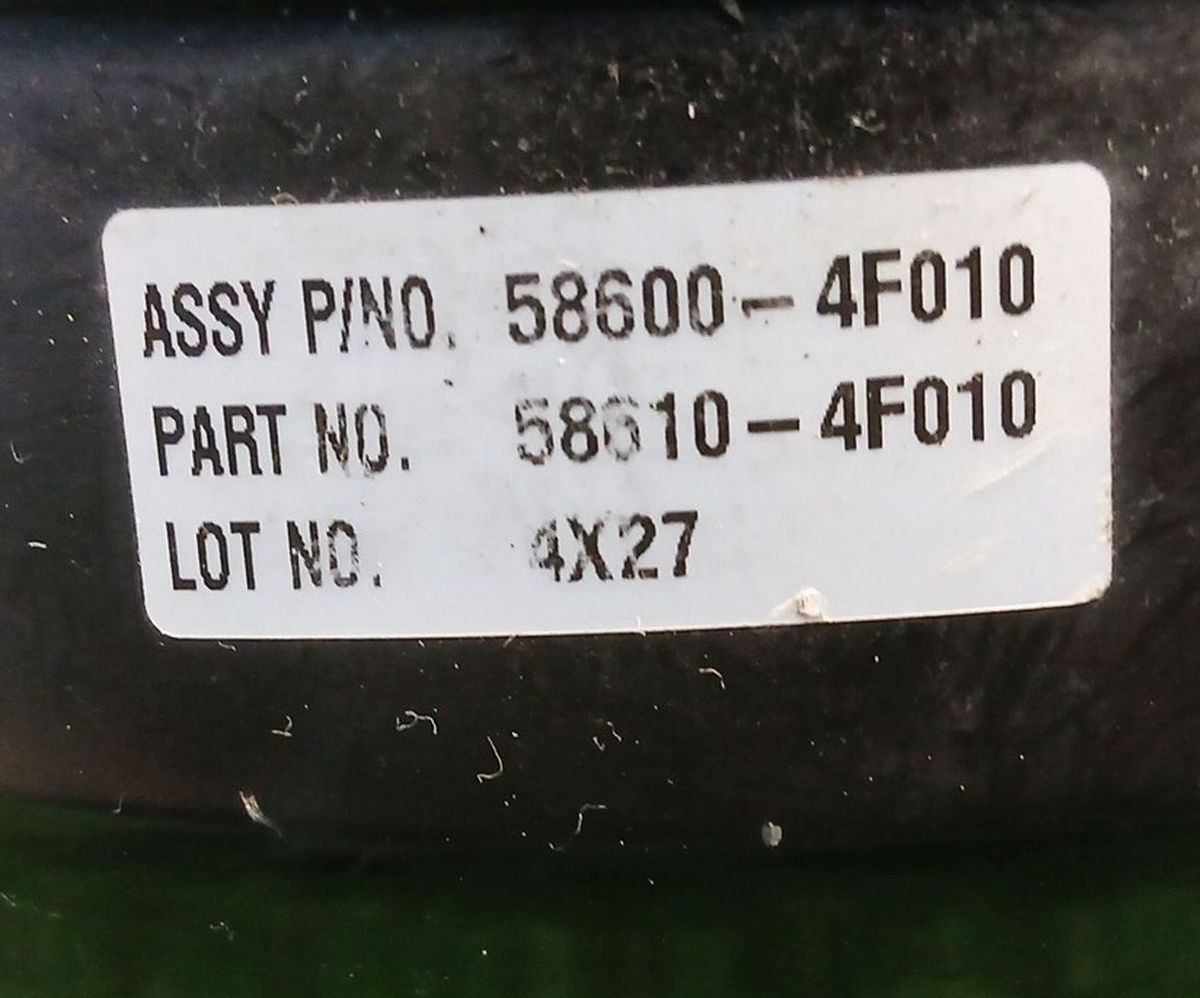 ASSY P/NO. 58600-4F010
PART NO. 58610-4F010
LOT NO. 4X27